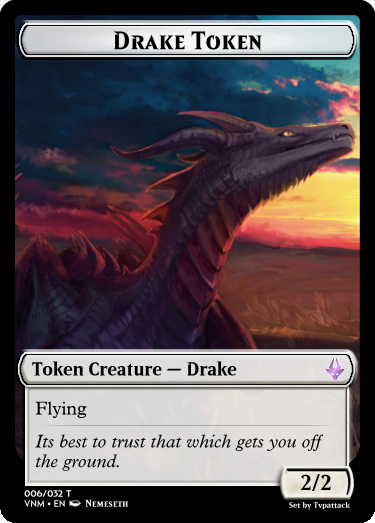 Drake Token
Token Creature — Drake
Flying
Its best to trust that which gets you off
the ground.
2/2
006/032 T
VNM • EN Nemeseth
Set by Tvpattack